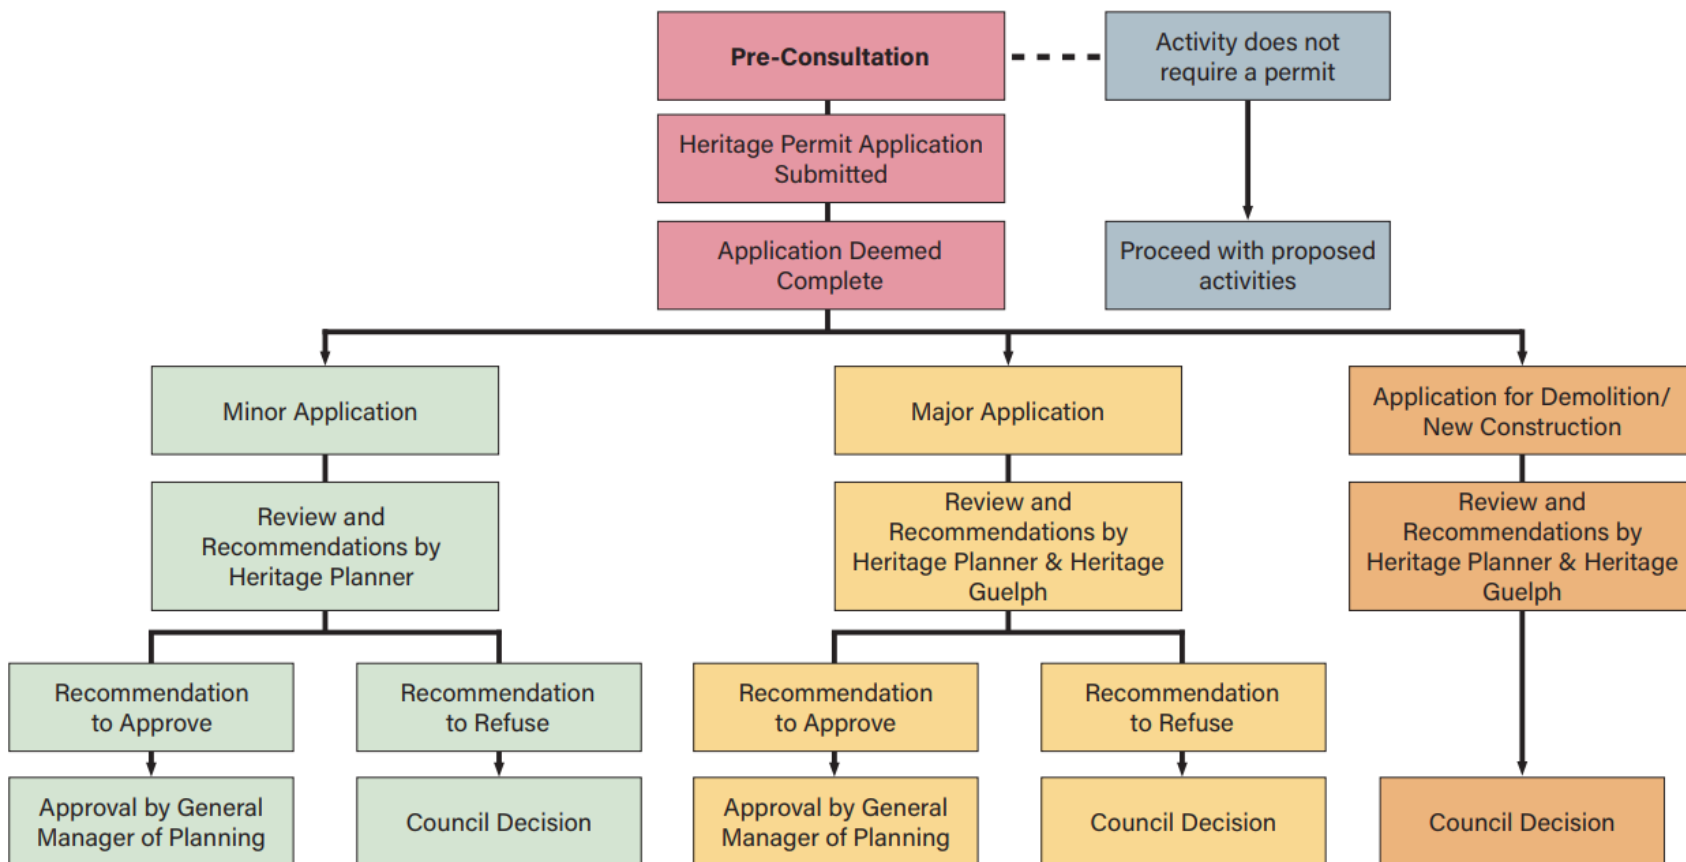 Pre-Consultation
Activity does not
require a permit
Heritage Permit Application
Submitted
Application Deemed
Complete
Proceed with proposed
activities
Minor Application
Major Application
Application for Demolition/
New Construction
Review and
Recommendations by
Heritage Planner
Review and
Recommendations by
Heritage Planner & Heritage
Guelph
Review and
Recommendations by
Heritage Planner & Heritage
Guelph
Recommendation
to Approve
Recommendation
to Refuse
Recommendation
to Approve
Recommendation
to Refuse
Approval by General
Manager of Planning
Council Decision
Approval by General
Manager of Planning
Council Decision
Council Decision